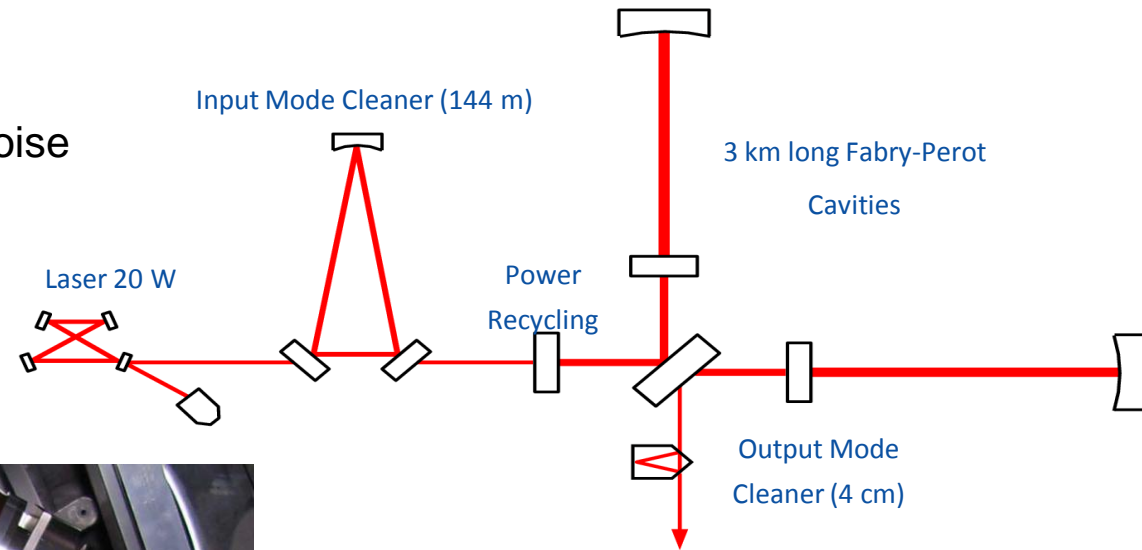 Input Mode Cleaner (144 m)
oise
3 km long Fabry-Perot
Cavities
Laser 20 W
Power
Recycling
Output Mode
Cleaner (4 cm)